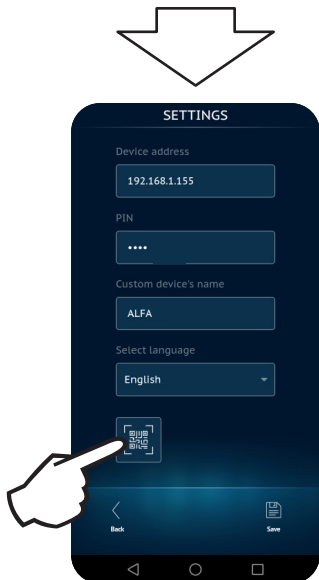 SETTINGS
Device address
192.168.1.155
PIN
••••
Custom device's name
ALFA
Select language
English
Back
Save